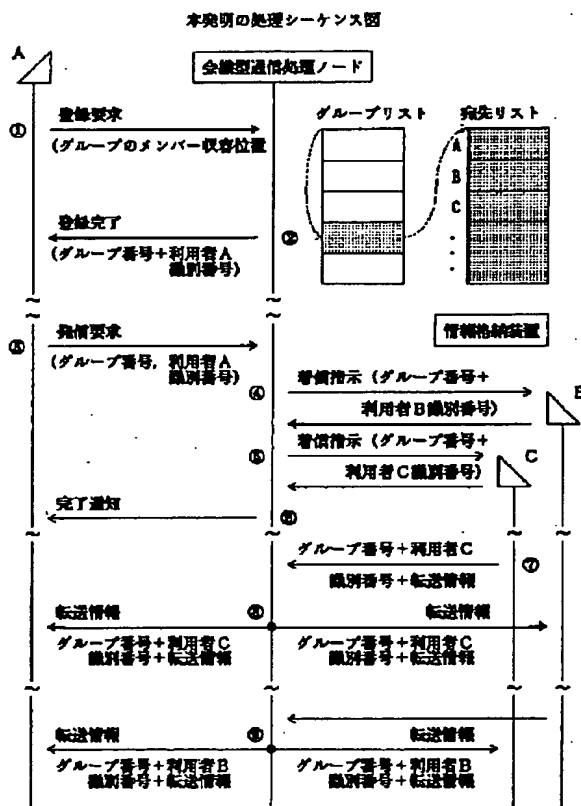 本発明の処理シーケンス図
A
会議型通信処理ノード
グループリスト
宛先リスト
① 登録要求
(グループのメンバー収容位置
A
B
C
・
・
・
登録完了
②
(グループ番号+利用者A
識別番号)
③ 発信要求
(グループ番号, 利用者A
識別番号)
情報格納装置
④ 着信指示 (グループ番号+
利用者B識別番号)
B
⑤ 着信指示 (グループ番号+
利用者C識別番号)
C
完了通知
⑥
グループ番号+利用者C
⑦
識別番号+転送情報
転送情報 ⑧ 転送情報
グループ番号+利用者C
識別番号+転送情報
グループ番号+利用者C
識別番号+転送情報
転送情報 ⑨ 転送情報
グループ番号+利用者B
識別番号+転送情報
グループ番号+利用者B
識別番号+転送情報